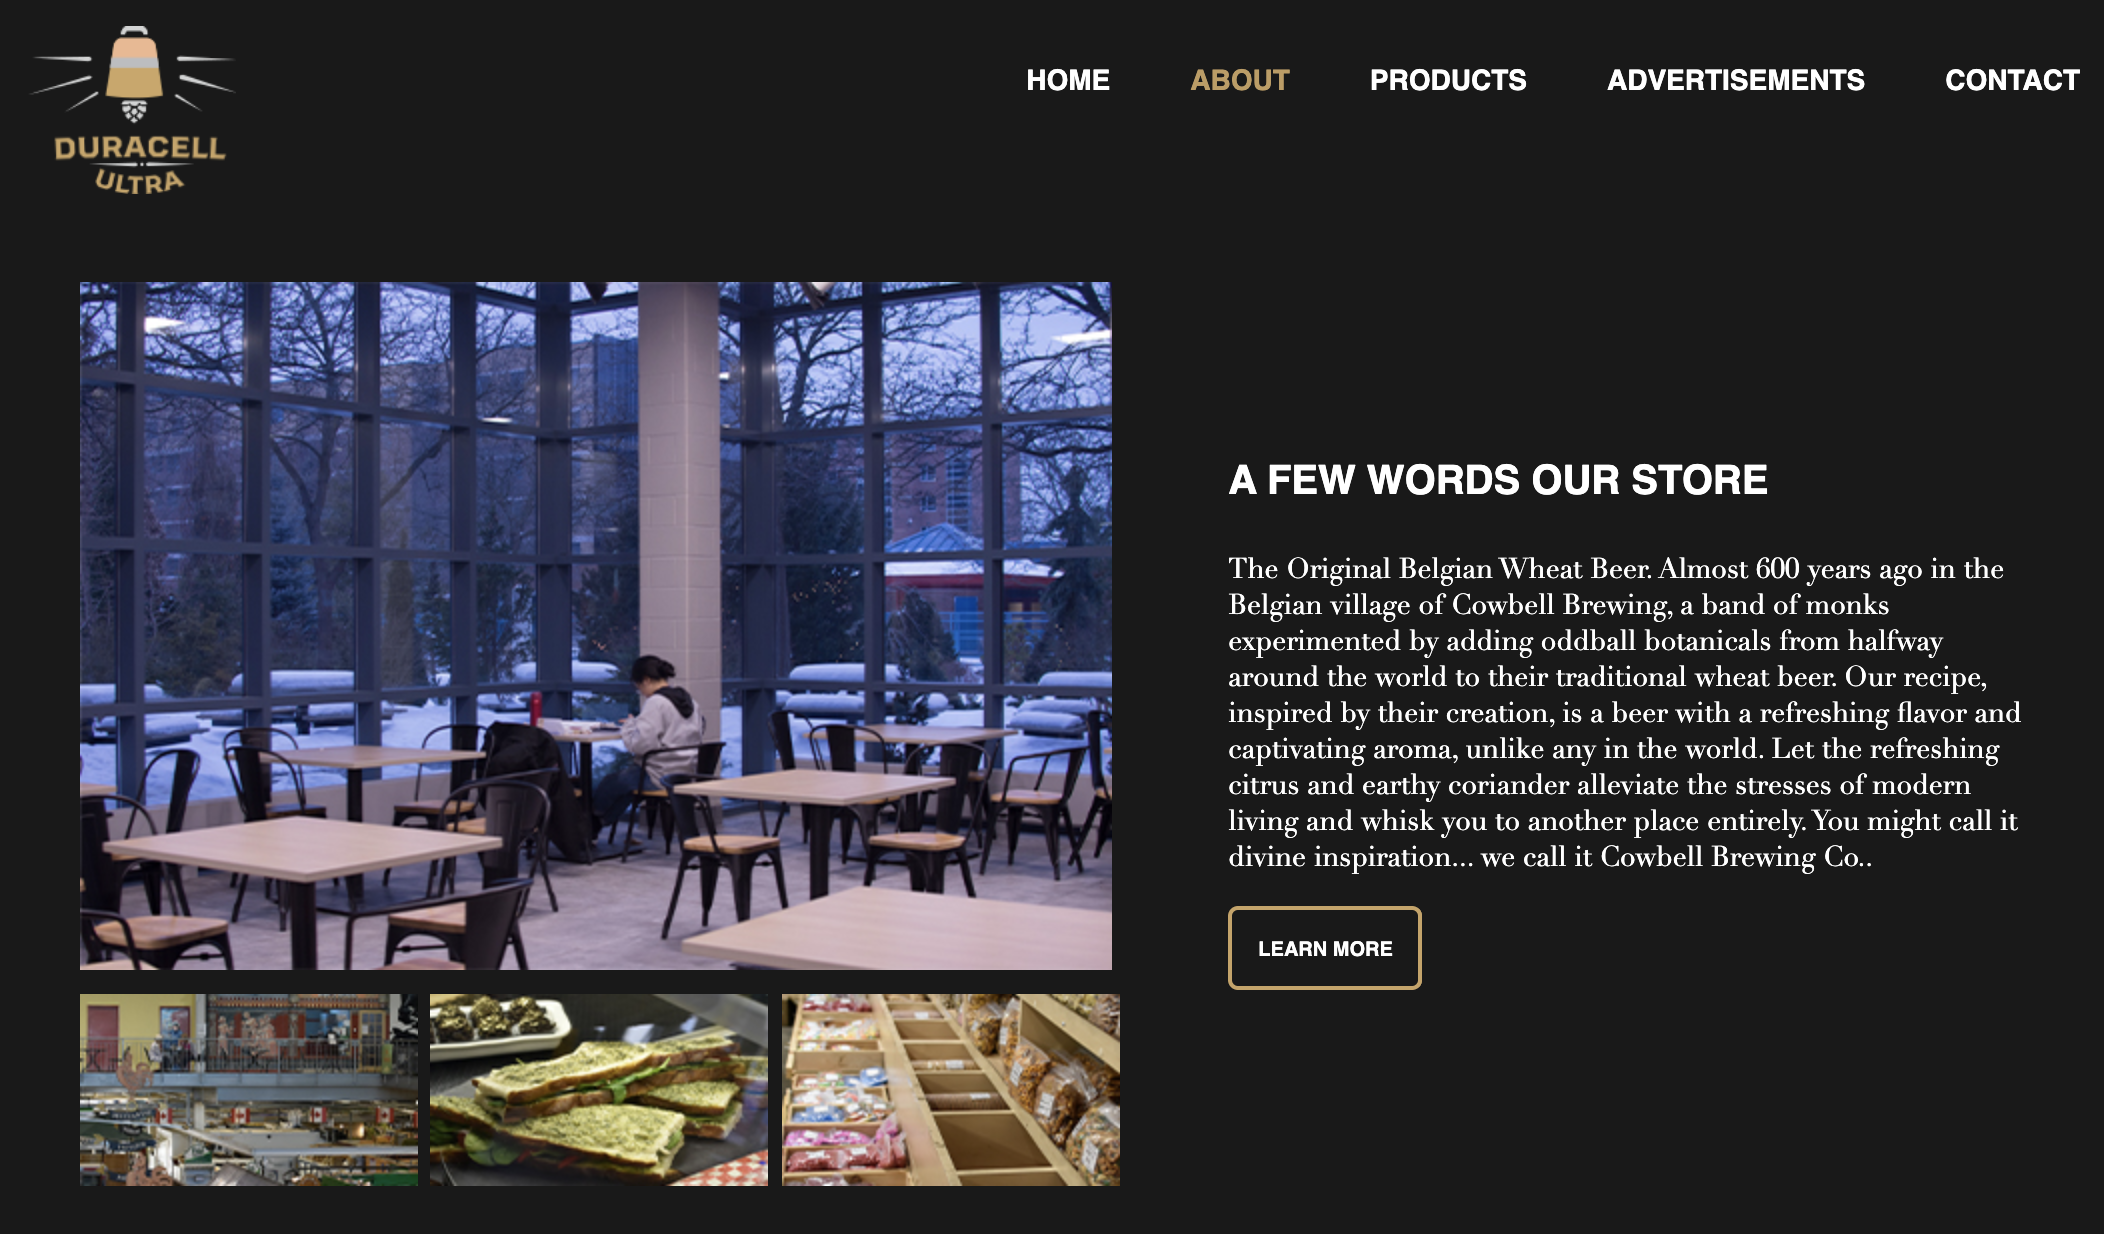 DURACELL
ULTRA
HOME ABOUT PRODUCTS ADVERTISEMENTS CONTACT
A FEW WORDS OUR STORE
The Original Belgian Wheat Beer. Almost 600 years ago in the
Belgian village of Cowbell Brewing, a band of monks
experimented by adding oddball botanicals from halfway
around the world to their traditional wheat beer. Our recipe,
inspired by their creation, is a beer with a refreshing flavor and
captivating aroma, unlike any in the world. Let the refreshing
citrus and earthy coriander alleviate the stresses of modern
living and whisk you to another place entirely. You might call it
divine inspiration... we call it Cowbell Brewing Co..
LEARN MORE